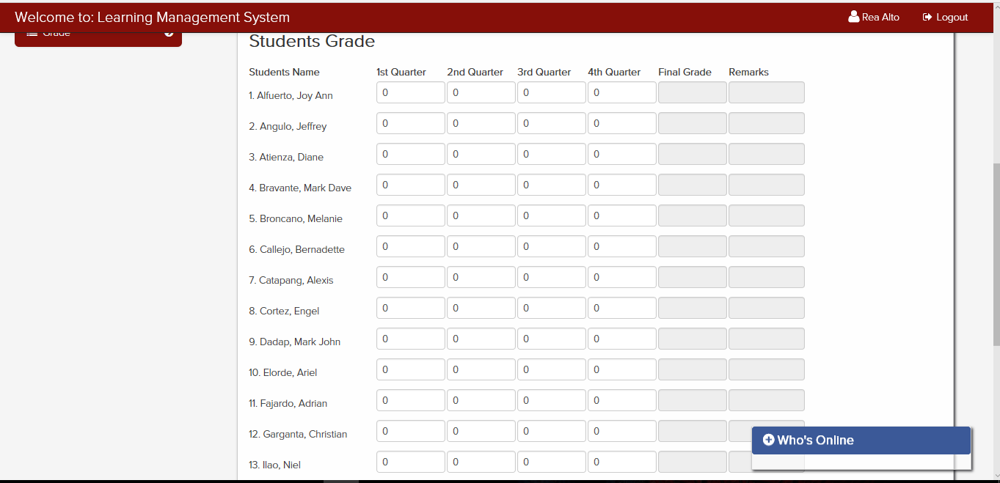 Welcome to: Learning Management System
Rea Alto
Logout
Grade
Students Grade
Students Name 1st Quarter 2nd Quarter 3rd Quarter 4th Quarter Final Grade Remarks
1. Alfuerto, Joy Ann 0 0 0 0
2. Angulo, Jeffrey 0 0 0 0
3. Atienza, Diane 0 0 0 0
4. Bravante, Mark Dave 0 0 0 0
5. Broncano, Melanie 0 0 0 0
6. Callejo, Bernadette 0 0 0 0
7. Catapang, Alexis 0 0 0 0
8. Cortez, Engel 0 0 0 0
9. Dadap, Mark John 0 0 0 0
10. Elorde, Ariel 0 0 0 0
11. Fajardo, Adrian 0 0 0 0
12. Garganta, Christian 0 0 0 0
Who's Online
13. Ilao, Niel 0 0 0 0